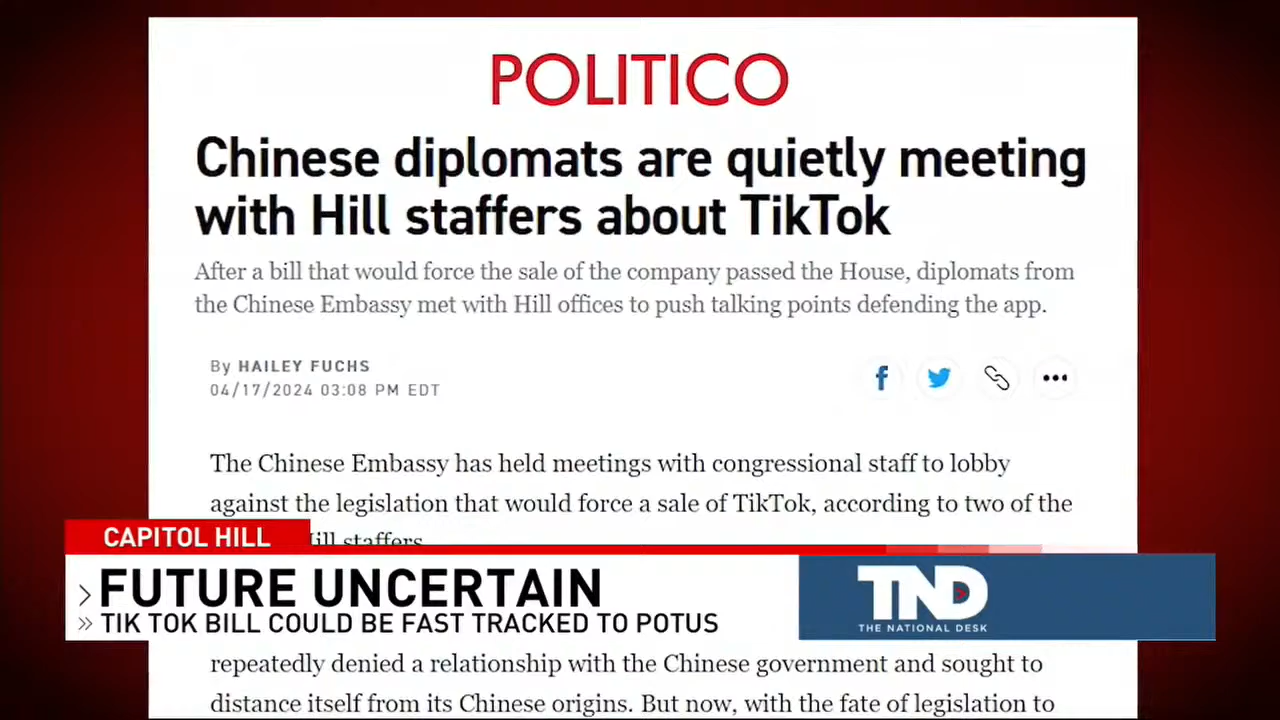 POLITICO
Chinese diplomats are quietly meeting
with Hill staffers about TikTok
After a bill that would force the sale of the company passed the House, diplomats from
the Chinese Embassy met with Hill offices to push talking points defending the app.
By HAILEY FUCHS
04/17/2024 03:08 PM EDT
The Chinese Embassy has held meetings with congressional staff to lobby
against the legislation that would force a sale of TikTok, according to two of the
Hill staffers
CAPITOL HILL
FUTURE UNCERTAIN
TIK TOK BILL COULD BE FAST TRACKED TO POTUS
TND
THE NATIONAL DESK
repeatedly denied a relationship with the Chinese government and sought to
distance itself from its Chinese origins. But now, with the fate of legislation to